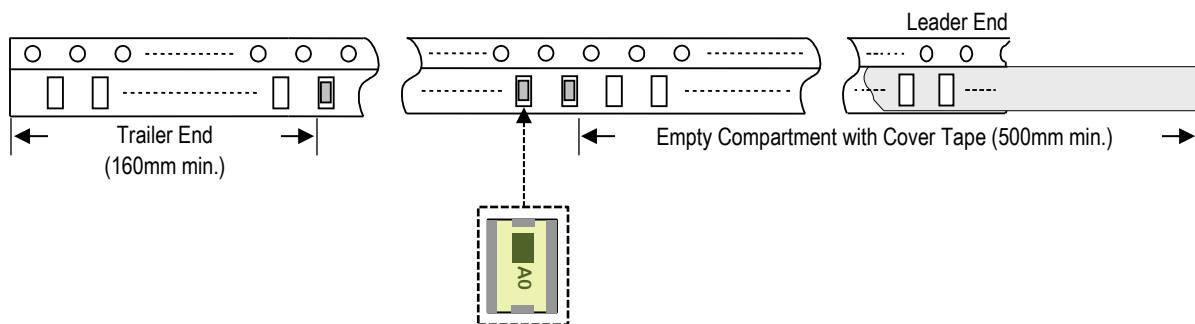 Leader End
Trailer End
(160mm min.)
Empty Compartment with Cover Tape (500mm min.)
A0